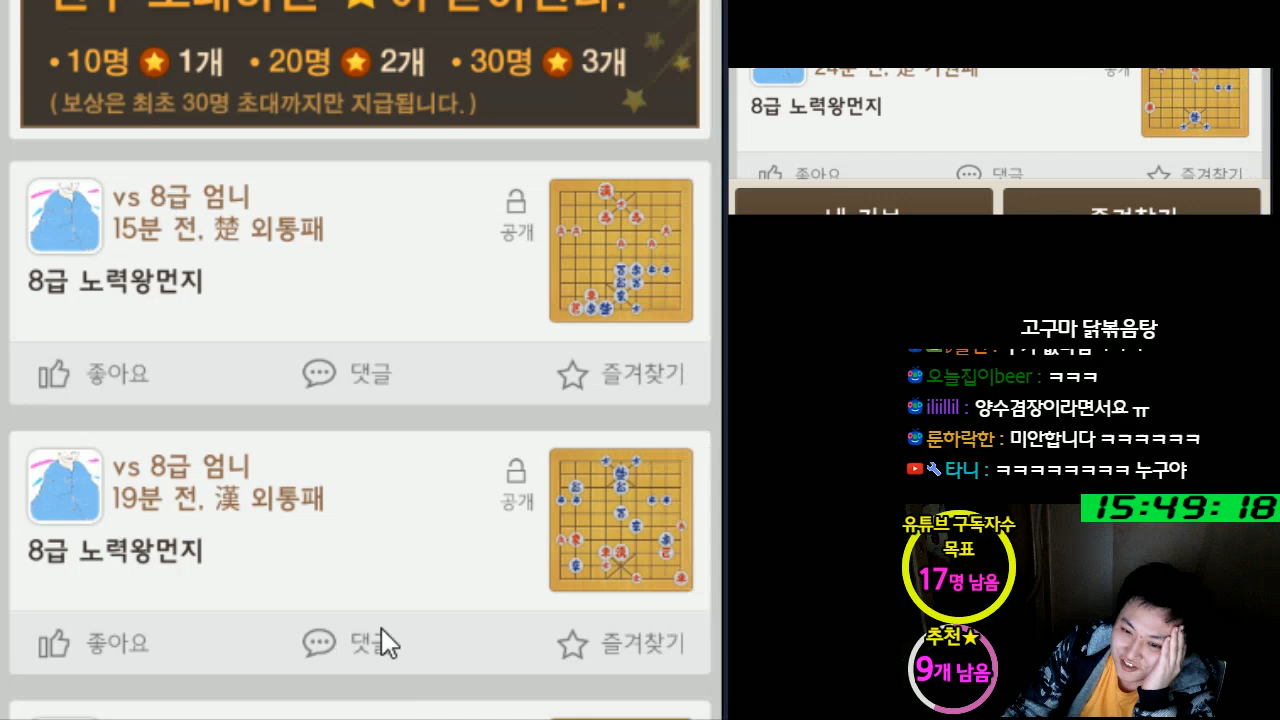 •10명 1개 •20명 2개 •30명 3개
(보상은 최초 30명 초대까지만 지급됩니다.)
vs 8급 엄니
15분 전, 楚 외통패
공개
8급 노력왕먼지
좋아요 댓글 즐겨찾기
vs 8급 엄니
19분 전, 漢 외통패
공개
8급 노력왕먼지
좋아요 댓글 즐겨찾기
8급 노력왕먼지
좋아요 댓글 즐겨찾기
고구마 닭볶음탕
오늘집이beer : ㅋㅋㅋ
iliillil : 양수겸장이라면서요 ㅠ
룬하락한 : 미안합니다 ㅋㅋㅋㅋㅋㅋ
타니 : ㅋㅋㅋㅋㅋㅋㅋㅋ 누구야
15:49:18
유튜브 구독자수
목표
17명 남음
추천★
9개 남음